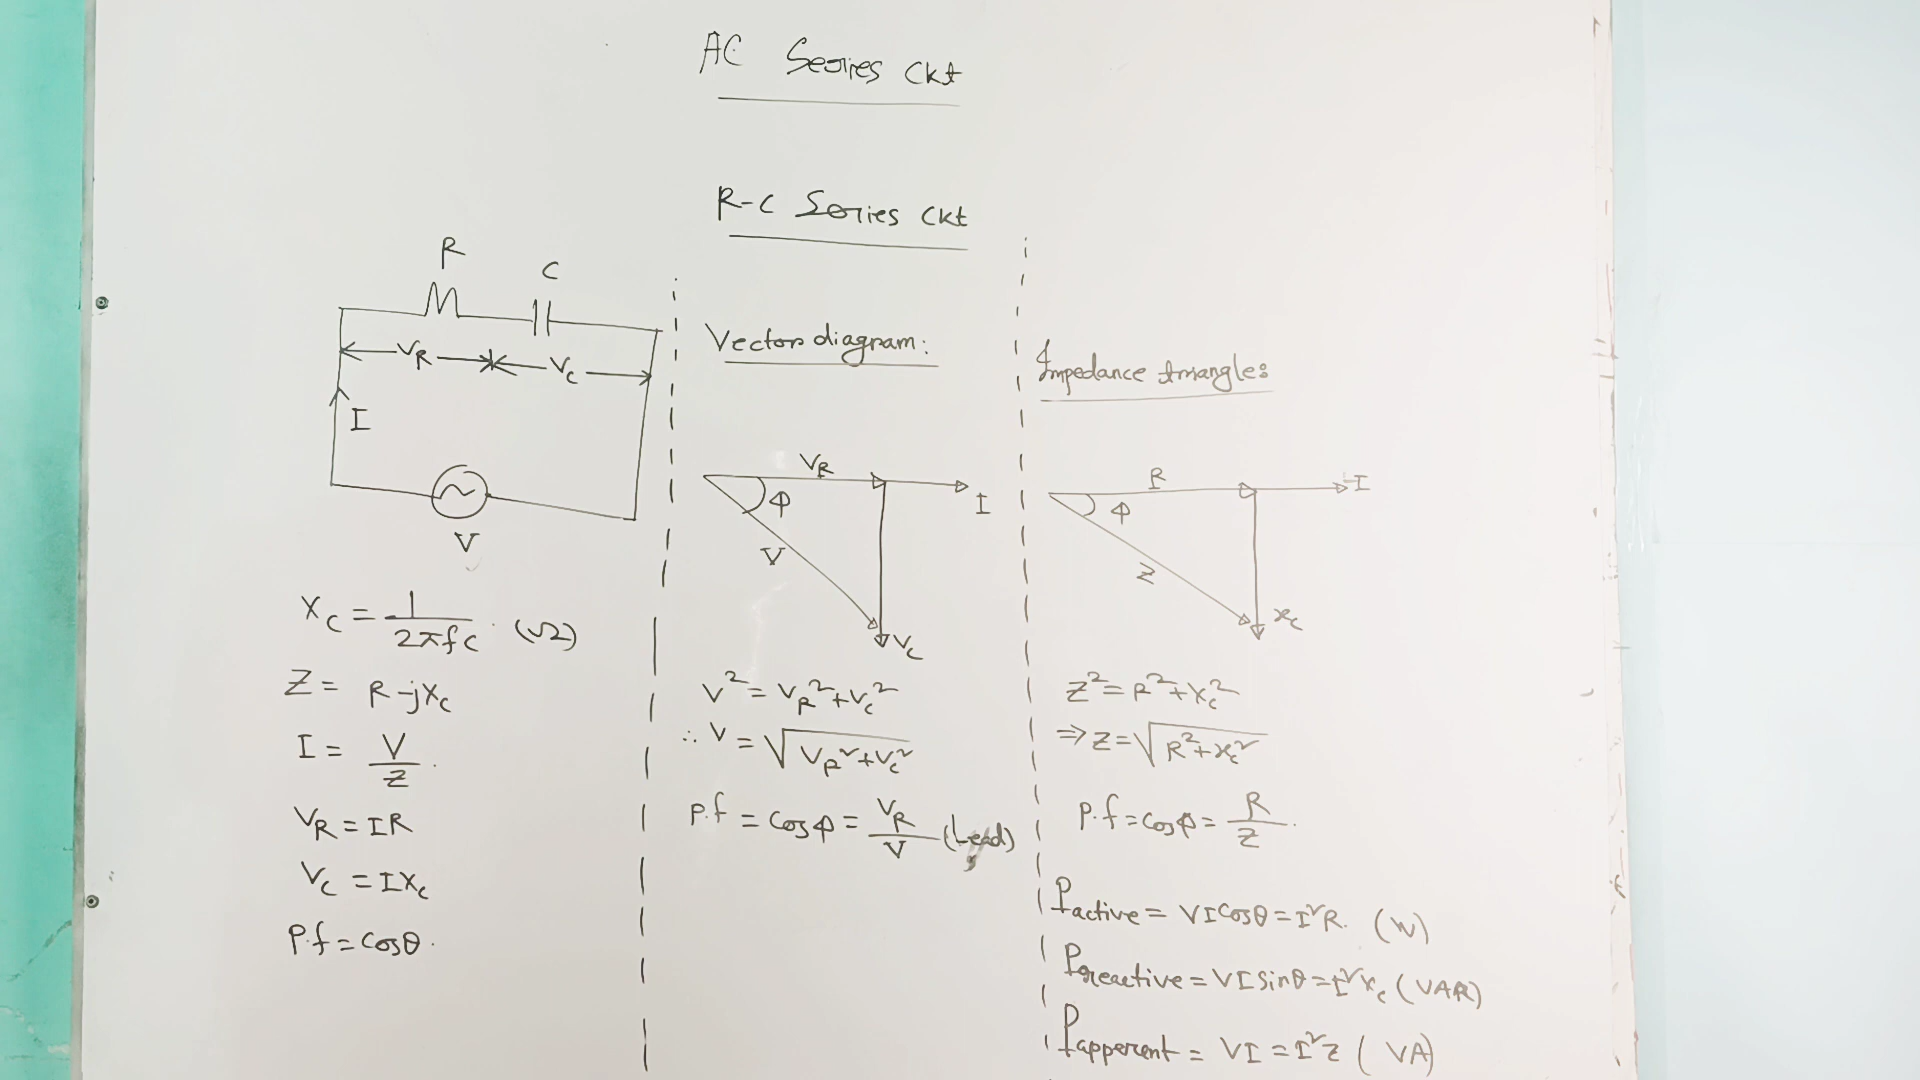 AC Series Ckt
R-C Series Ckt
R
C
VR
Vc
I
V
Xc = 1/2πfc (Ω)
Z = R-jXc
I = V/Z
VR = IR
Vc = IXc
P.f = Cosθ
Vector diagram:
VR
I
φ
V
Vc
V² = VR²+Vc²
∴ V = √VR²+Vc²
P.f = Cosφ = VR/V (Lead)
Impedance triangle:
R
I
φ
Z
Xc
Z² = R²+Xc²
⇒ Z = √R²+Xc²
P.f = Cosφ = R/Z
Pactive = VICosθ = I²R. (W)
Preactive = VISinθ = I²Xc (VAR)
Papperent = VI = I²Z (VA)